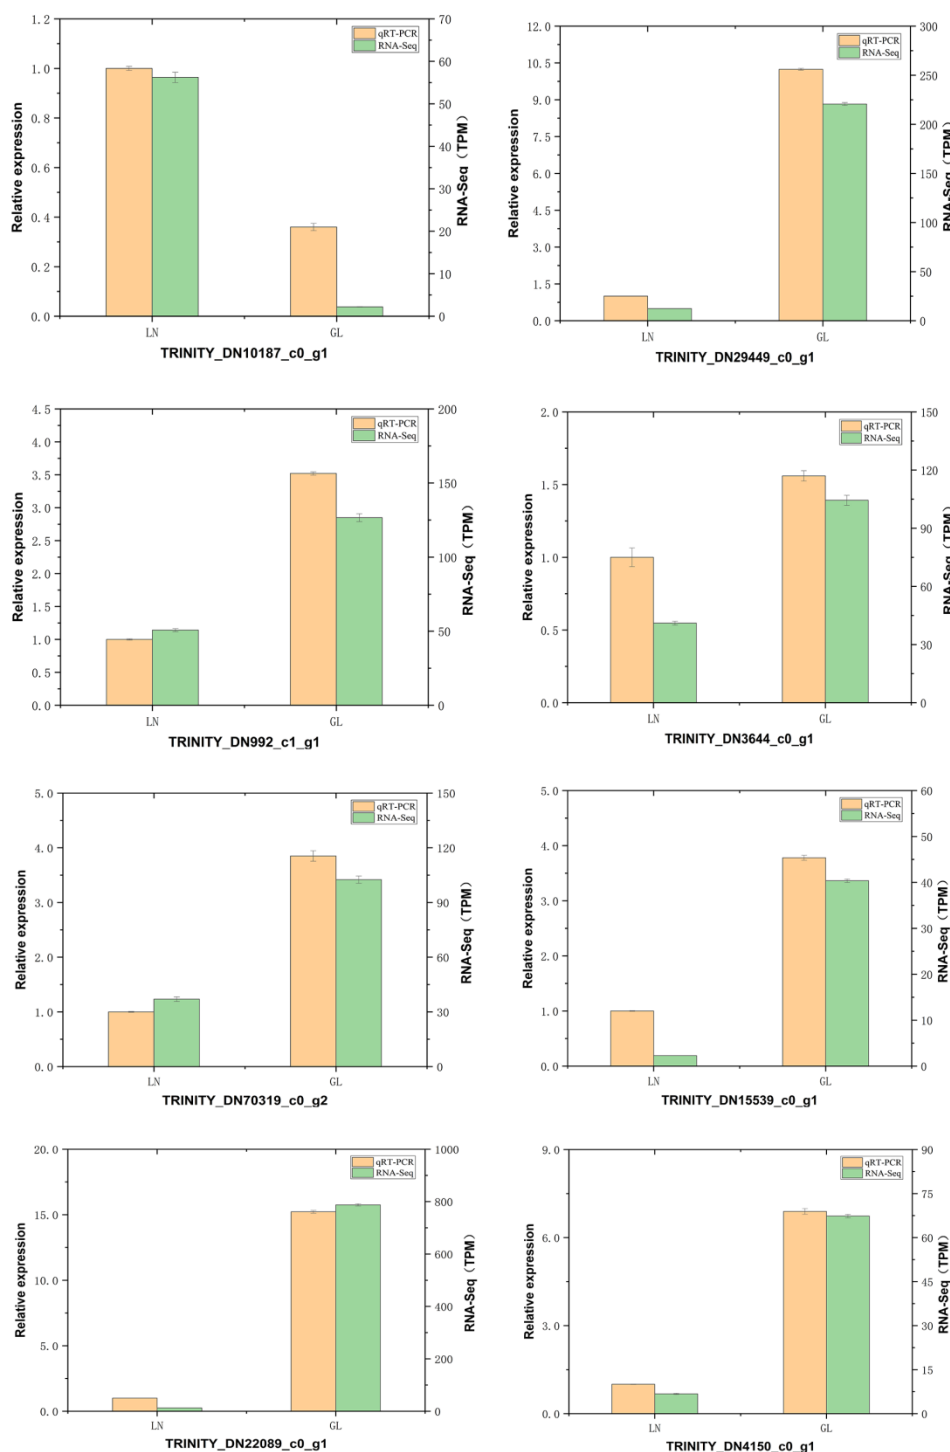 1.2
1.0
0.8
0.6
0.4
0.2
0.0
Relative expression
70
60
50
40
30
20
10
0
RNA-Seq（TPM）
qRT-PCR
RNA-Seq
LN
GL
TRINITY_DN10187_c0_g1
12.0
10.5
9.0
7.5
6.0
4.5
3.0
1.5
0.0
Relative expression
300
250
200
150
100
50
0
RNA-Seq（TPM）
qRT-PCR
RNA-Seq
LN
GL
TRINITY_DN29449_c0_g1
4.5
4.0
3.5
3.0
2.5
2.0
1.5
1.0
0.5
0.0
Relative expression
200
150
100
50
0
RNA-Seq（TPM）
qRT-PCR
RNA-Seq
LN
GL
TRINITY_DN992_c1_g1
2.0
1.5
1.0
0.5
0.0
Relative expression
150
120
90
60
30
0
RNA-Seq（TPM）
qRT-PCR
RNA-Seq
LN
GL
TRINITY_DN3644_c0_g1
5.0
4.0
3.0
2.0
1.0
0.0
Relative expression
150
120
90
60
30
0
RNA-Seq（TPM）
qRT-PCR
RNA-Seq
LN
GL
TRINITY_DN70319_c0_g2
5.0
4.0
3.0
2.0
1.0
0.0
Relative expression
60
50
40
30
20
10
0
RNA-Seq（TPM）
qRT-PCR
RNA-Seq
LN
GL
TRINITY_DN15539_c0_g1
20.0
15.0
10.0
5.0
0.0
Relative expression
1000
800
600
400
200
0
RNA-Seq（TPM）
qRT-PCR
RNA-Seq
LN
GL
TRINITY_DN22089_c0_g1
9.0
6.0
3.0
0.0
Relative expression
90
75
60
45
30
15
0
RNA-Seq（TPM）
qRT-PCR
RNA-Seq
LN
GL
TRINITY_DN4150_c0_g1